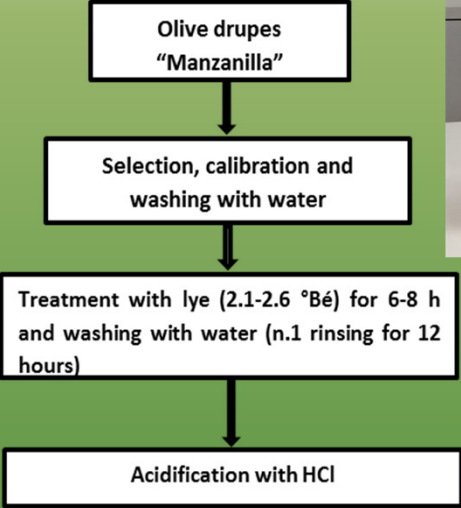 Olive drupes
“Manzanilla”
Selection, calibration and
washing with water
Treatment with lye (2.1-2.6 °Bé) for 6-8 h
and washing with water (n.1 rinsing for 12
hours)
Acidification with HCl